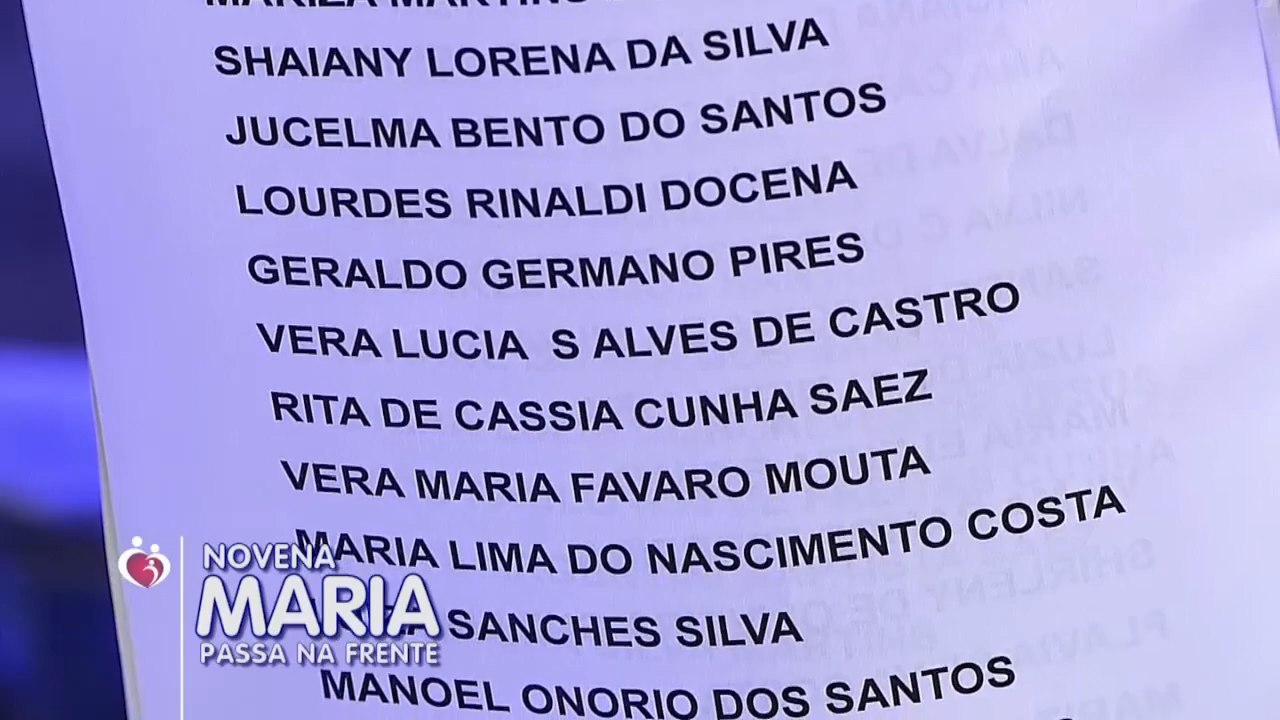 MARIZA MARTINS
SHAIANY LORENA DA SILVA
JUCELMA BENTO DO SANTOS
LOURDES RINALDI DOCENA
GERALDO GERMANO PIRES
VERA LUCIA S ALVES DE CASTRO
RITA DE CASSIA CUNHA SAEZ
VERA MARIA FAVARO MOUTA
MARIA LIMA DO NASCIMENTO COSTA
SANCHES SILVA
MANOEL ONORIO DOS SANTOS
NOVENA
MARIA
PASSA NA FRENTE